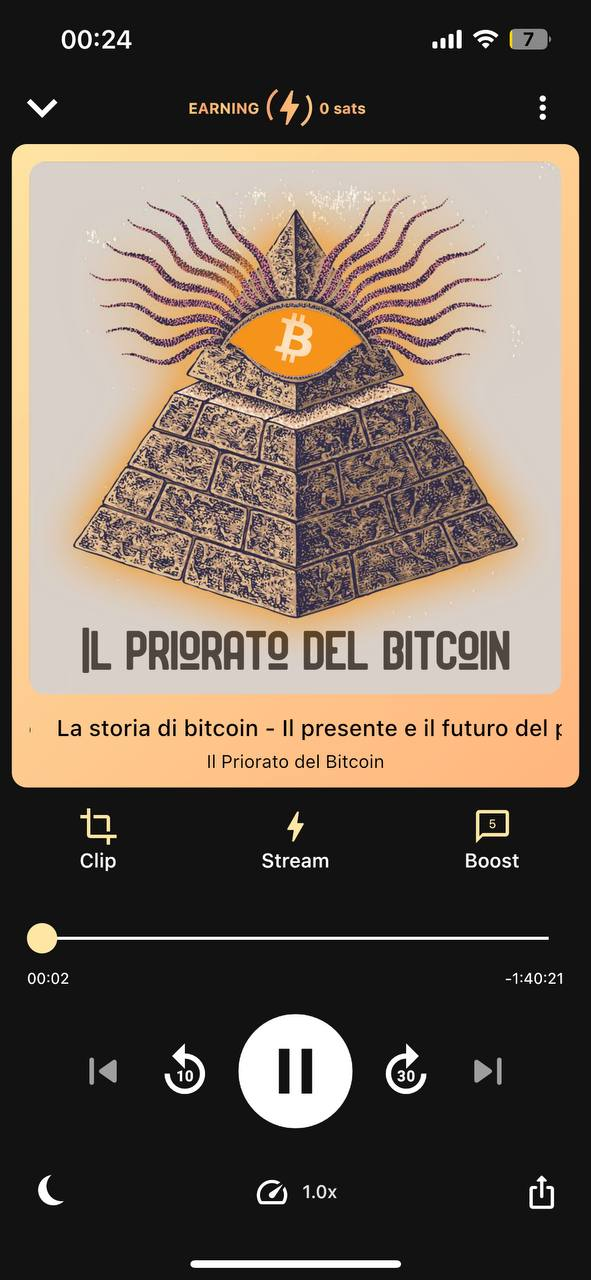 00:24
7
EARNING 0 sats
IL PRIORATO DEL BITCOIN
La storia di bitcoin - Il presente e il futuro del
Il Priorato del Bitcoin
Clip Stream Boost
5
00:02 -1:40:21
10 30
1.0x